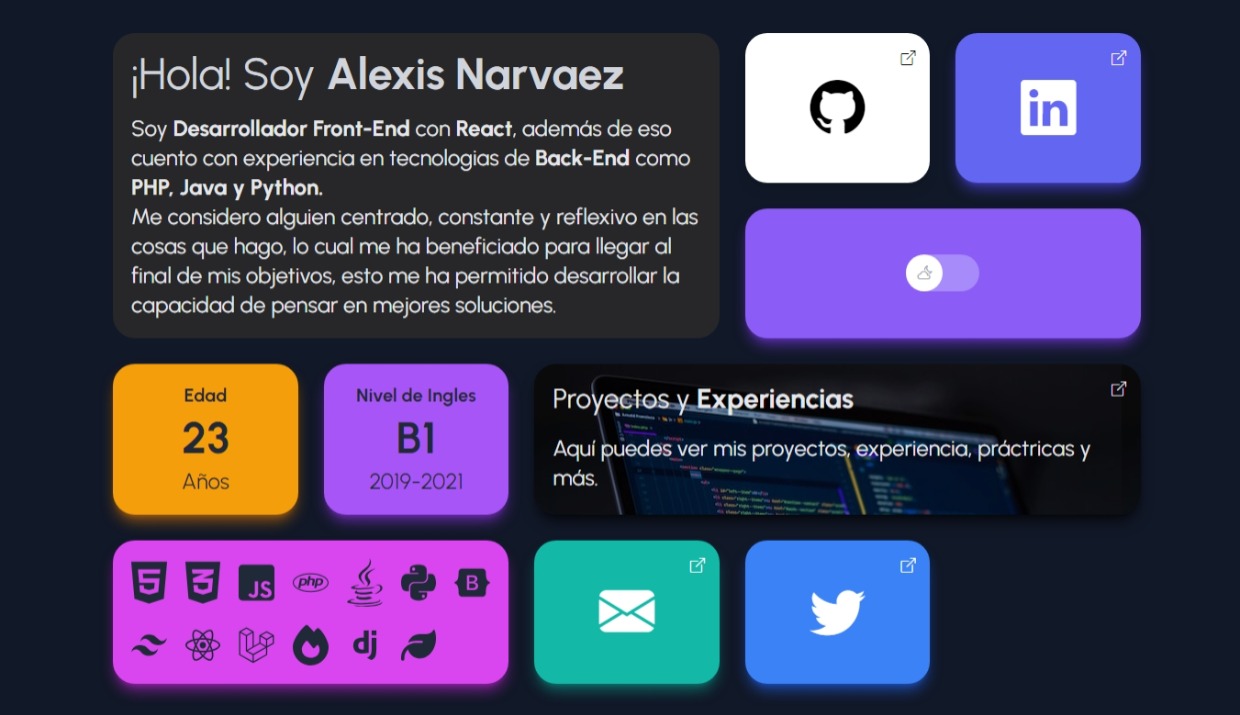 ¡Hola! Soy Alexis Narvaez
Soy Desarrollador Front-End con React, además de eso
cuento con experiencia en tecnologias de Back-End como
PHP, Java y Python.
Me considero alguien centrado, constante y reflexivo en las
cosas que hago, lo cual me ha beneficiado para llegar al
final de mis objetivos, esto me ha permitido desarrollar la
capacidad de pensar en mejores soluciones.
in
Edad
23
Años
Nivel de Ingles
B1
2019-2021
Proyectos y Experiencias
Aquí puedes ver mis proyectos, experiencia, práctricas y
más.
5
3
JS
php
B
dj